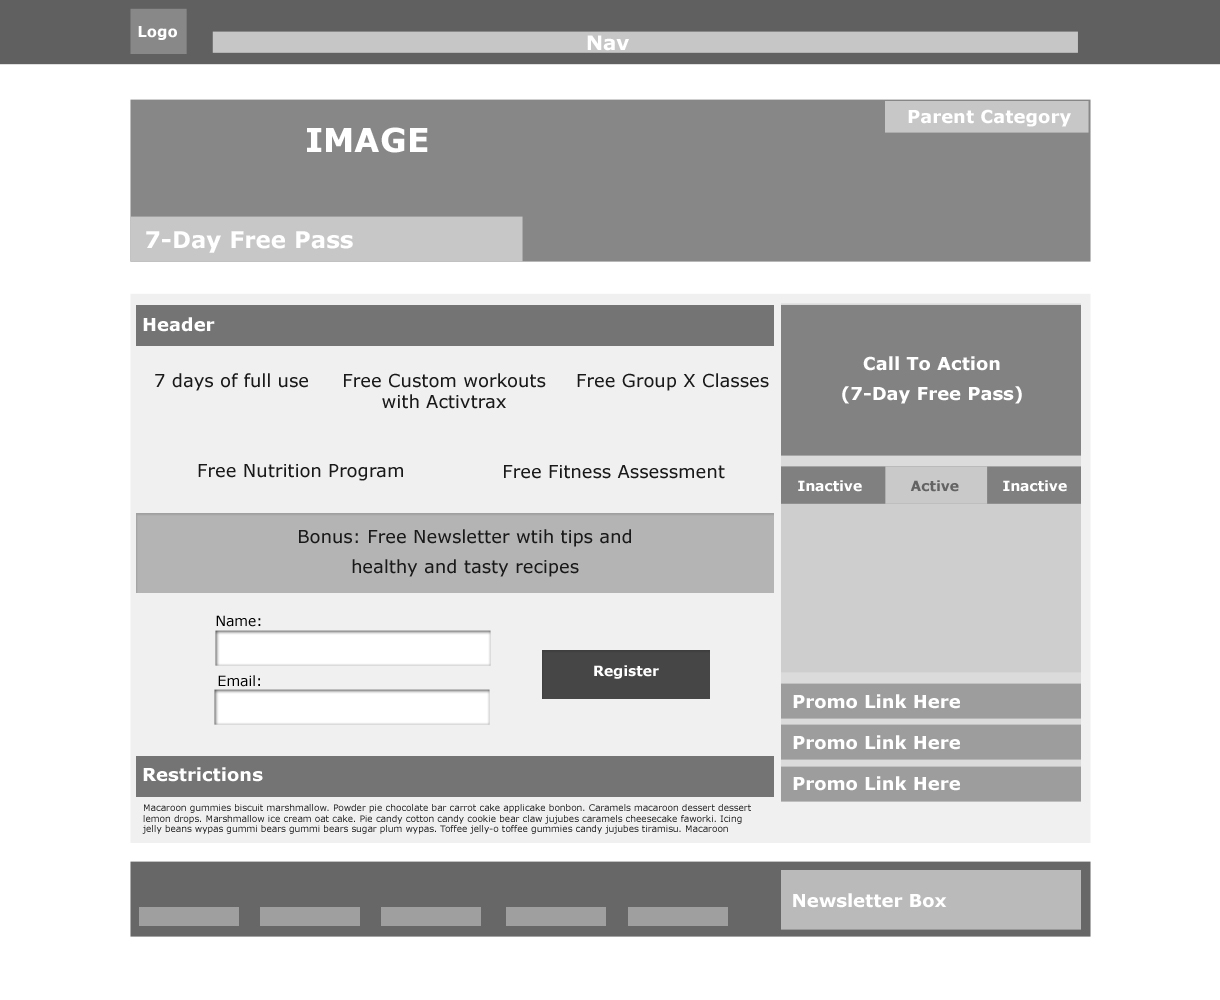 Logo
Nav
IMAGE
Parent Category
7-Day Free Pass
Header
7 days of full use
Free Custom workouts
with Activtrax
Free Group X Classes
Free Nutrition Program
Free Fitness Assessment
Bonus: Free Newsletter wtih tips and
healthy and tasty recipes
Name:
Email:
Register
Restrictions
Macaroon gummies biscuit marshmallow. Powder pie chocolate bar carrot cake applicake bonbon. Caramels macaroon dessert dessert
lemon drops. Marshmallow ice cream oat cake. Pie candy cotton candy cookie bear claw jujubes caramels cheesecake faworki. Icing
jelly beans wypas gummi bears gummi bears sugar plum wypas. Toffee jelly-o toffee gummies candy jujubes tiramisu. Macaroon
Call To Action
(7-Day Free Pass)
Inactive
Active
Inactive
Promo Link Here
Promo Link Here
Promo Link Here
Newsletter Box